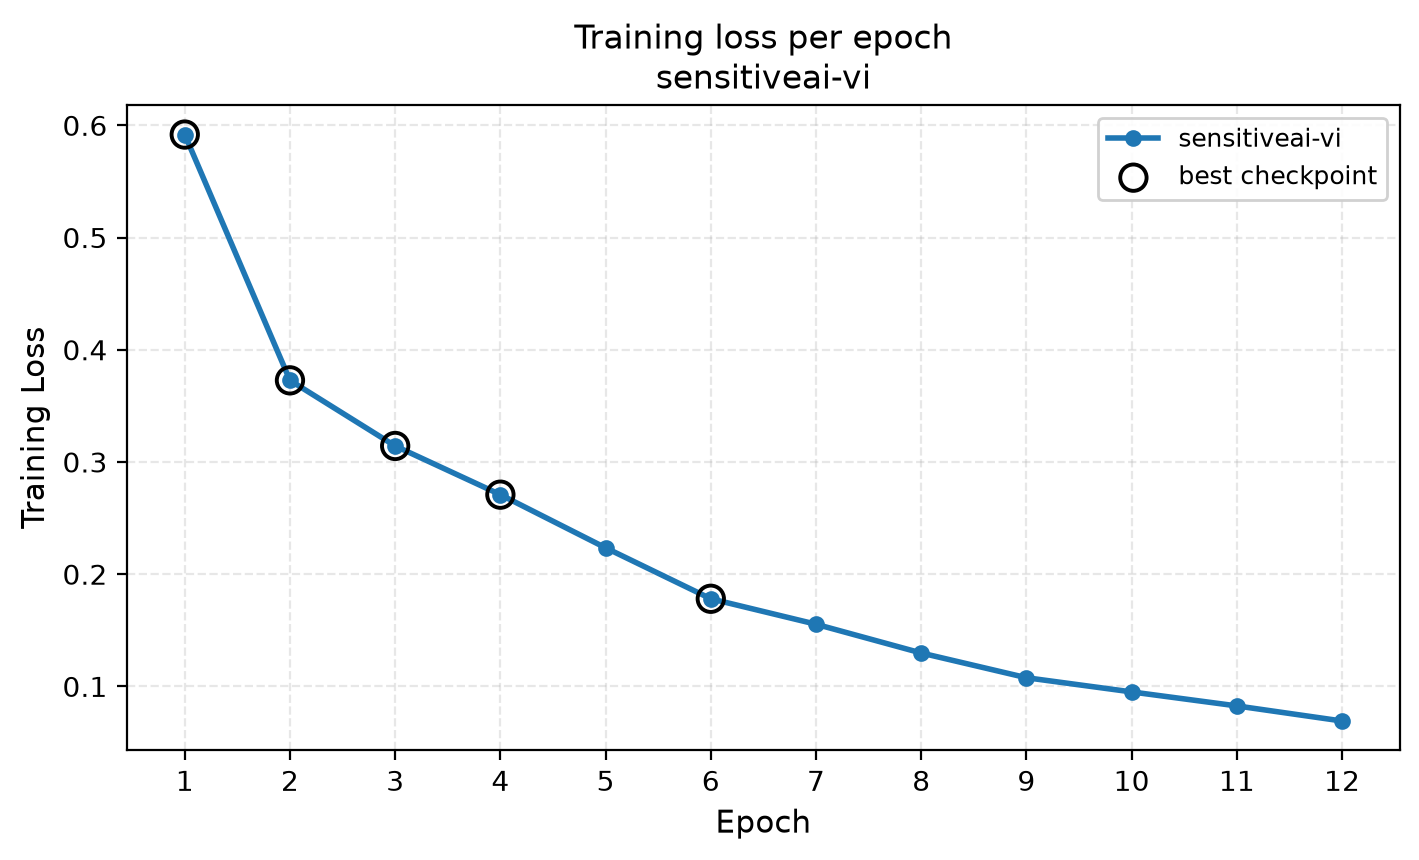 Training loss per epoch
sensitiveai-vi
sensitiveai-vi
best checkpoint
Training Loss
0.6
0.5
0.4
0.3
0.2
0.1
1 2 3 4 5 6 7 8 9 10 11 12
Epoch